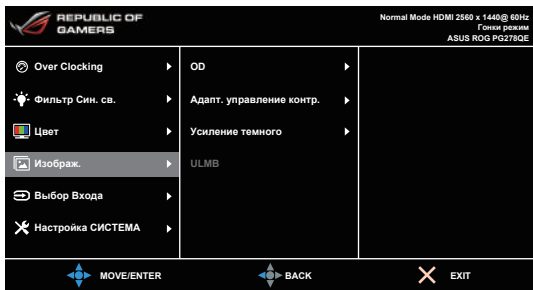 REPUBLIC OF
GAMERS
Normal Mode HDMI 2560 x 1440@ 60Hz
Гонки режим
ASUS ROG PG278QE
Over Clocking
Фильтр Син. св.
Цвет
Изображ.
Выбор Входа
Настройка СИСТЕМА
OD
Адапт. управление контр.
Усиление темного
ULMB
MOVE/ENTER
BACK
EXIT